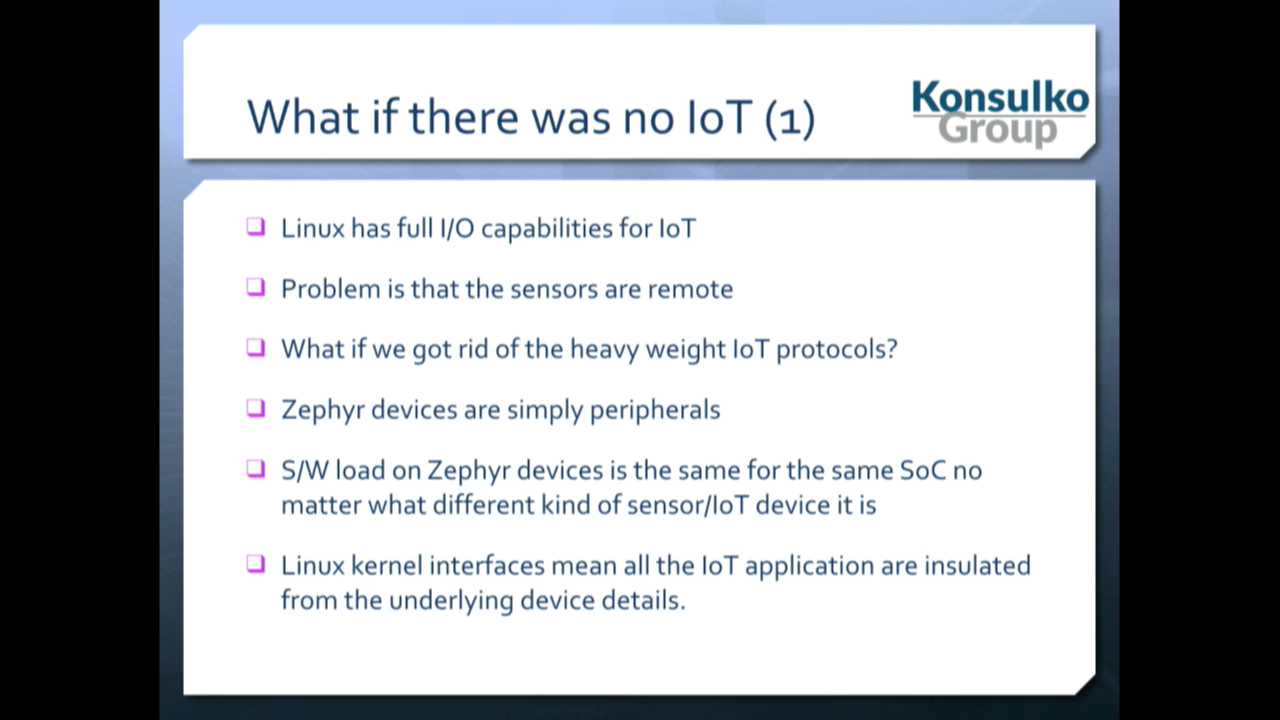 What if there was no IoT (1)
Konsulko
Group
Linux has full I/O capabilities for IoT
Problem is that the sensors are remote
What if we got rid of the heavy weight IoT protocols?
Zephyr devices are simply peripherals
S/W load on Zephyr devices is the same for the same SoC no
matter what different kind of sensor/IoT device it is
Linux kernel interfaces mean all the IoT application are insulated
from the underlying device details.